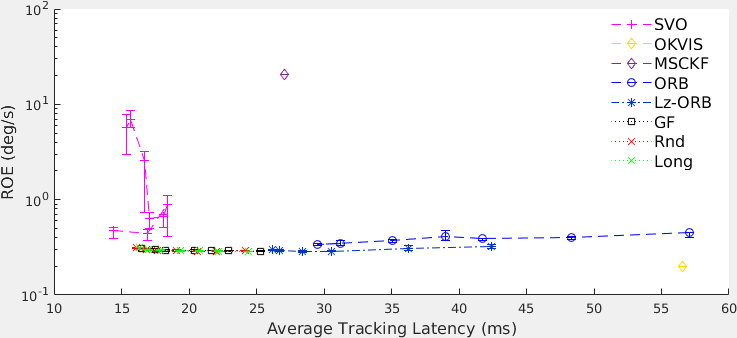 10^2
10^1
10^0
10^-1
ROE (deg/s)
10 15 20 25 30 35 40 45 50 55 60
Average Tracking Latency (ms)
SVO
OKVIS
MSCKF
ORB
Lz-ORB
GF
Rnd
Long